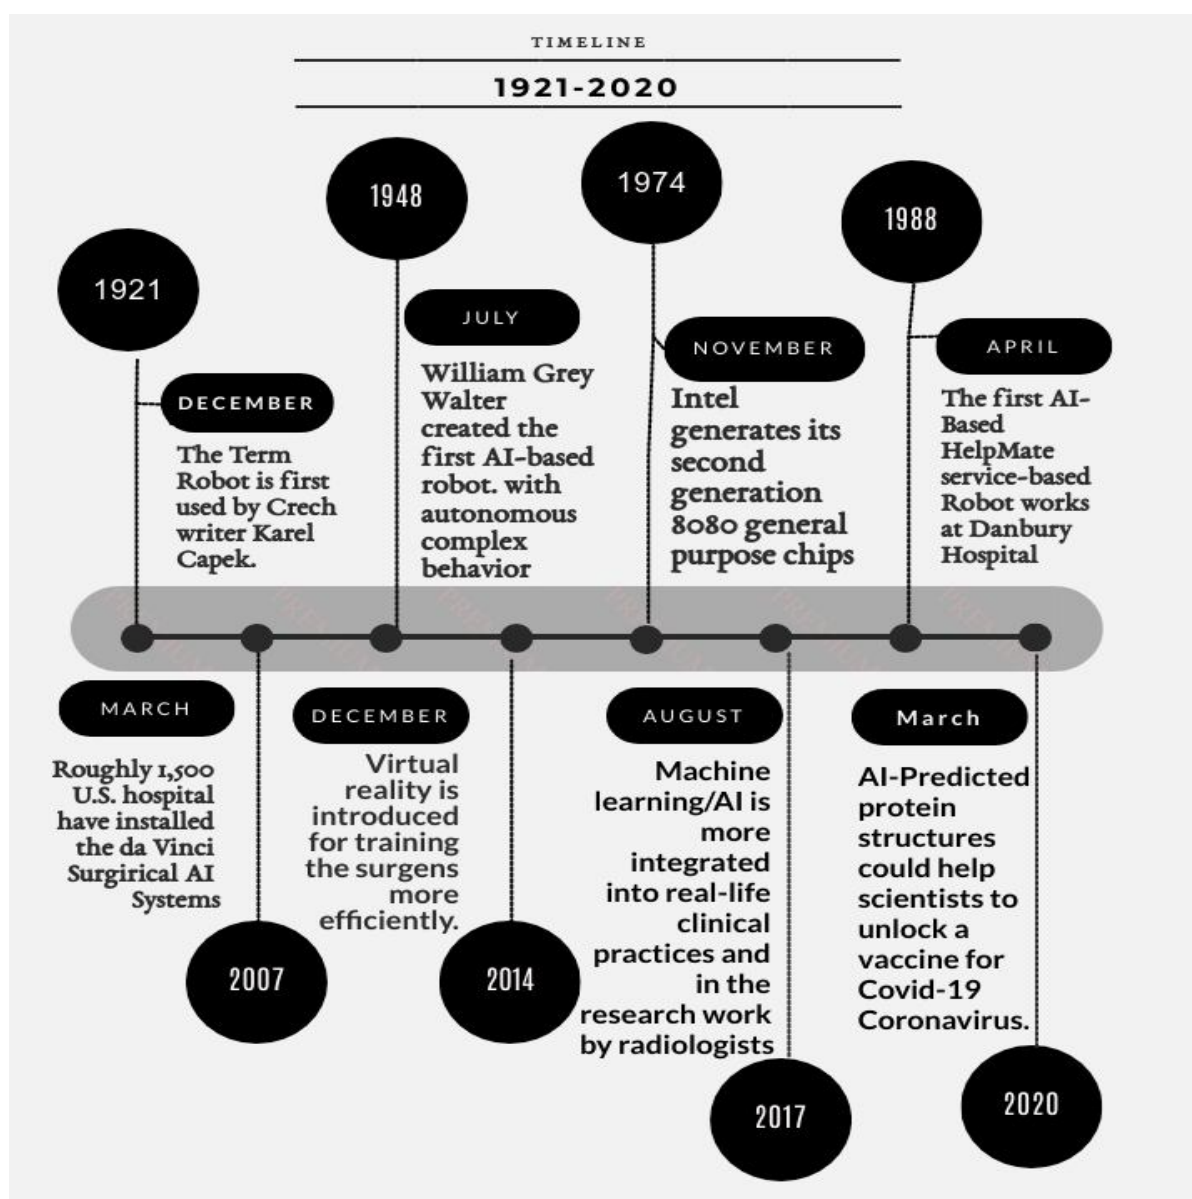 TIMELINE
1921-2020
1921
DECEMBER
The Term
Robot is first
used by Crech
writer Karel
Capek.
1948
JULY
William Grey
Walter
created the
first AI-based
robot. with
autonomous
complex
behavior
1974
NOVEMBER
Intel
generates its
second
generation
8080 general
purpose chips
1988
APRIL
The first AI-
Based
HelpMate
service-based
Robot works
at Danbury
Hospital
PREMIUM PREMIUM PREMIUM PREMIUM PREMIUM PREMIUM
MARCH
Roughly 1,500
U.S. hospital
have installed
the da Vinci
Surgirical AI
Systems
2007
DECEMBER
Virtual
reality is
introduced
for training
the surgens
more
efficiently.
2014
AUGUST
Machine
learning/AI is
more
integrated
into real-life
clinical
practices and
in the
research work
by radiologists
2017
March
AI-Predicted
protein
structures
could help
scientists to
unlock a
vaccine for
Covid-19
Coronavirus.
2020